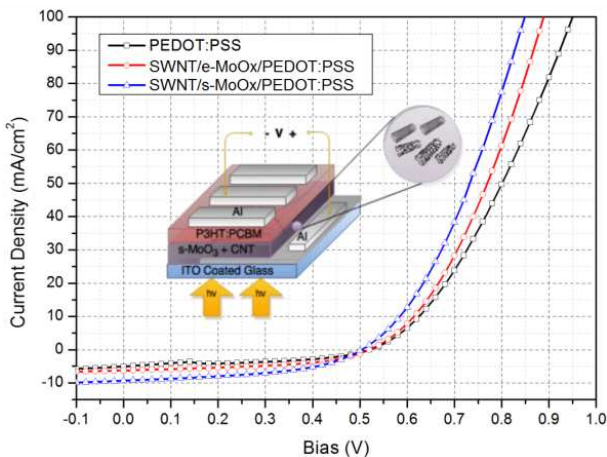 100
90
80
70
60
50
40
30
20
10
0
-10
Current Density (mA/cm²)
PEDOT:PSS
SWNT/e-MoOx/PEDOT:PSS
SWNT/s-MoOx/PEDOT:PSS
- V +
Al
P3HT:PCBM
Al
s-MoO₃ + CNT
ITO Coated Glass
hν hν
-0.1 0.0 0.1 0.2 0.3 0.4 0.5 0.6 0.7 0.8 0.9 1.0
Bias (V)